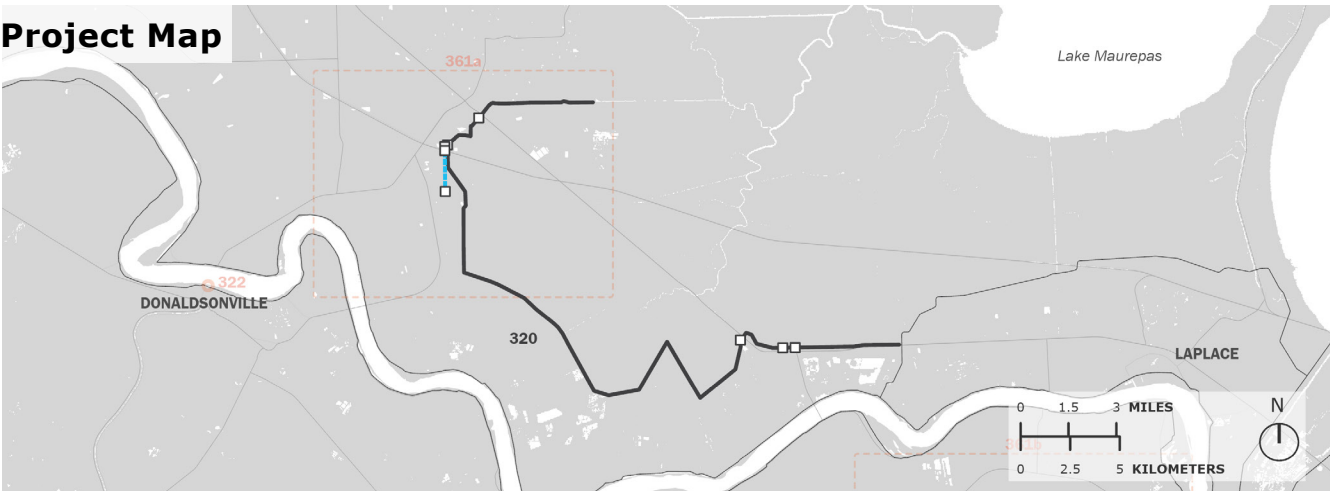 Project Map
361a
Lake Maurepas
322
DONALDSONVILLE
320
LAPLACE
0 1.5 3 MILES
N
361b
0 2.5 5 KILOMETERS